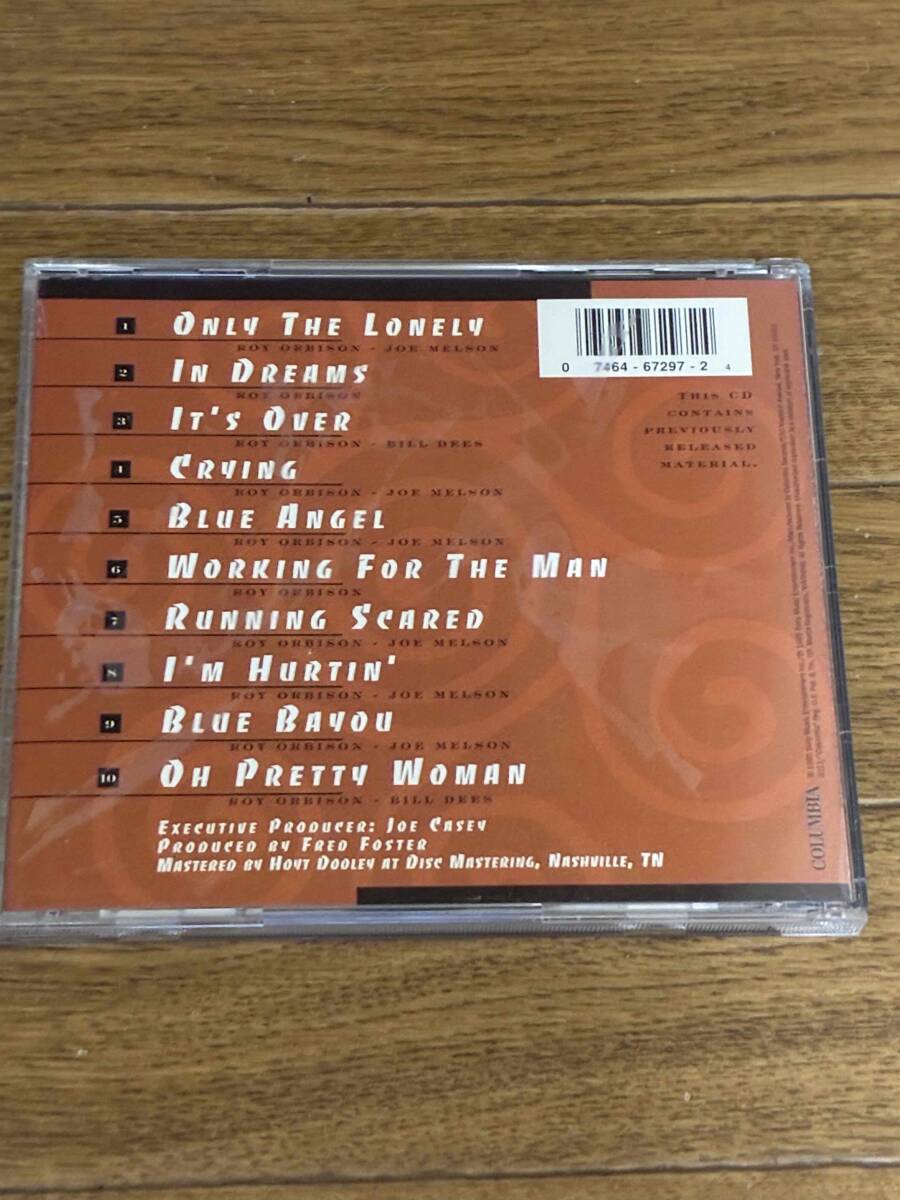 1 ONLY THE LONELY
ROY ORBISON - JOE MELSON
2 IN DREAMS
ROY ORBISON
3 IT'S OVER
ROY ORBISON - BILL DEES
4 CRYING
ROY ORBISON - JOE MELSON
5 BLUE ANGEL
ROY ORBISON - JOE MELSON
6 WORKING FOR THE MAN
ROY ORBISON
7 RUNNING SCARED
ROY ORBISON - JOE MELSON
8 I'M HURTIN'
ROY ORBISON - JOE MELSON
9 BLUE BAYOU
ROY ORBISON - JOE MELSON
10 OH PRETTY WOMAN
ROY ORBISON - BILL DEES
EXECUTIVE PRODUCER: JOE CASEY
PRODUCED BY FRED FOSTER
MASTERED BY HOYT DOOLEY AT DISC MASTERING, NASHVILLE, TN
0 7464-67297-2 4
THIS CD
CONTAINS
PREVIOUSLY
RELEASED
MATERIAL.
COLUMBIA